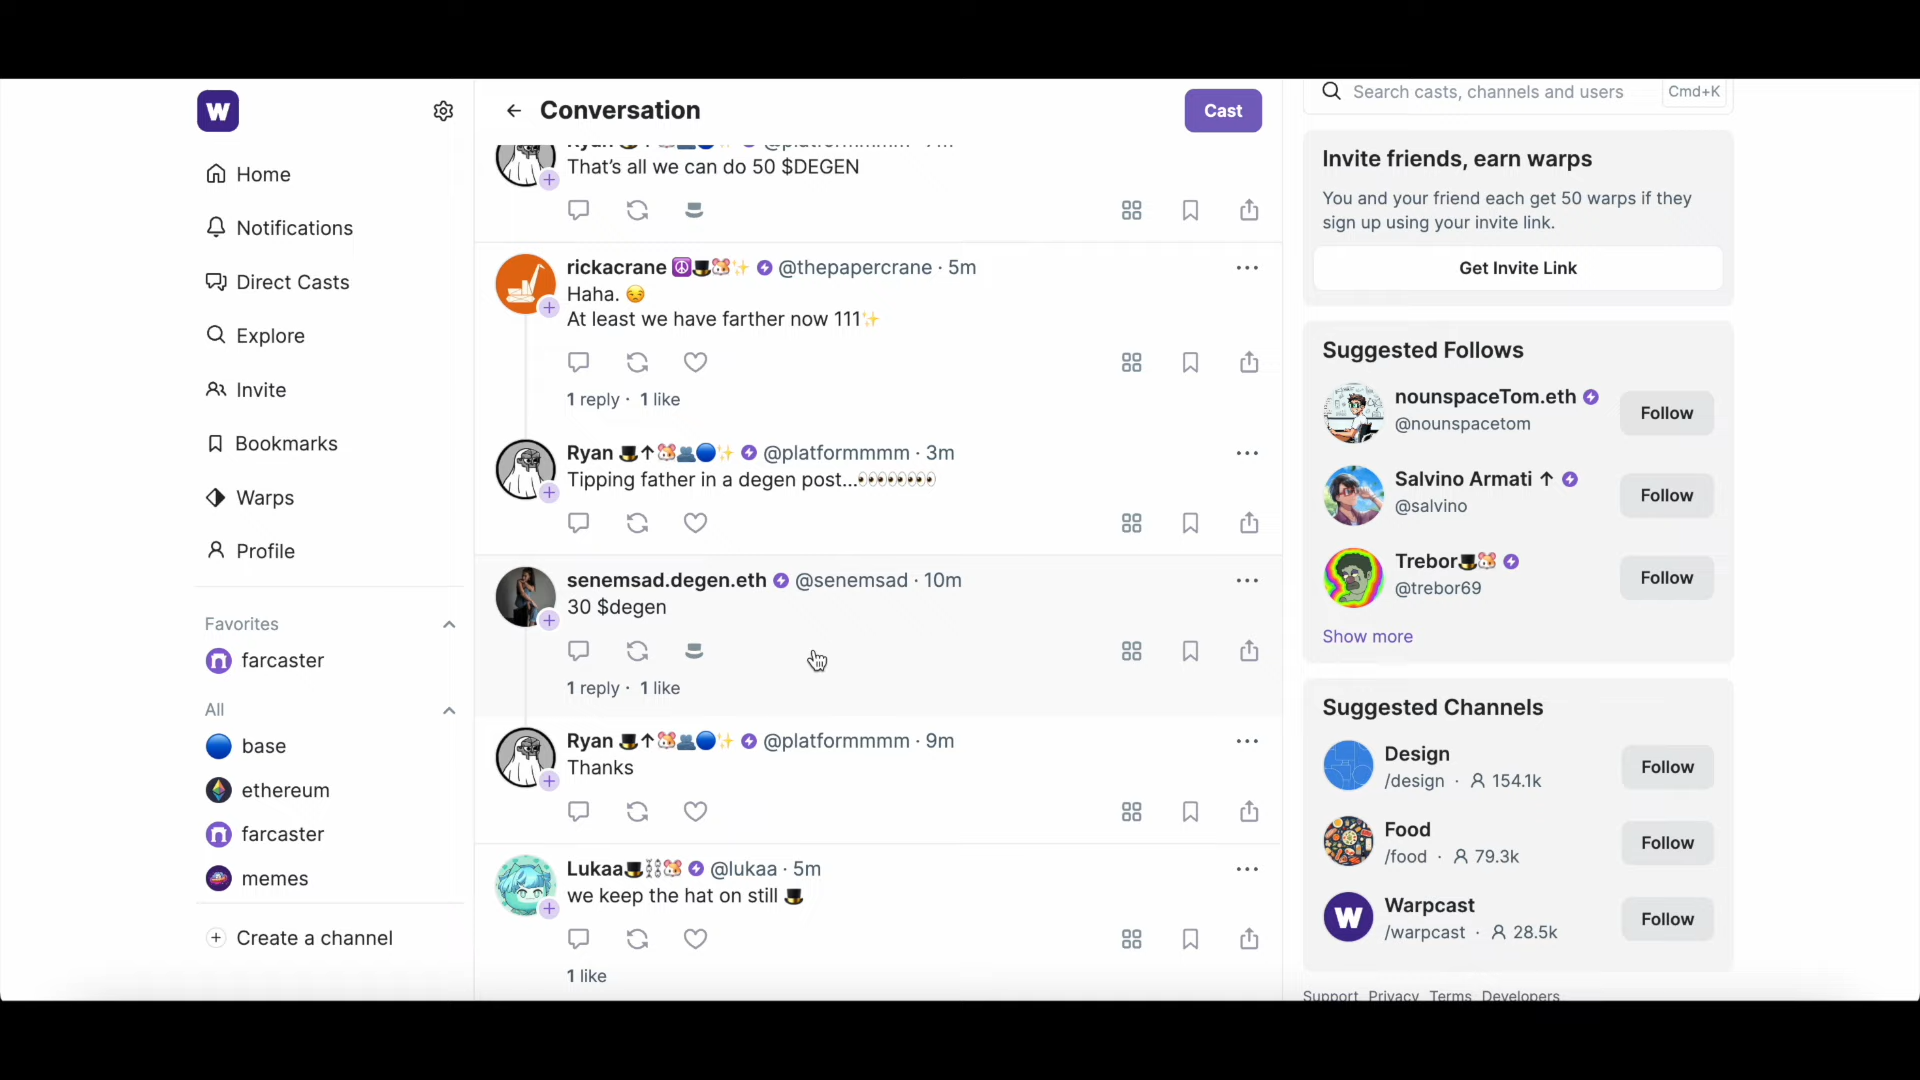 W
Home
Notifications
Direct Casts
Explore
Invite
Bookmarks
Warps
Profile
Favorites
farcaster
All
base
ethereum
farcaster
memes
+ Create a channel
← Conversation
Cast
That's all we can do 50 $DEGEN
rickacrane ☮️🎩🐹✨ @thepapercrane · 5m
Haha. 😒
At least we have farther now 111✨
1 reply · 1 like
Ryan 🎩↑🐹👥🔵✨ @platformmmm · 3m
Tipping father in a degen post...👀👀👀👀
senemsad.degen.eth @senemsad · 10m
30 $degen
1 reply · 1 like
Ryan 🎩↑🐹👥🔵✨ @platformmmm · 9m
Thanks
Lukaa🎩⛓🐹 @lukaa · 5m
we keep the hat on still 🎩
1 like
Search casts, channels and users
Cmd+K
Invite friends, earn warps
You and your friend each get 50 warps if they
sign up using your invite link.
Get Invite Link
Suggested Follows
nounspaceTom.eth
@nounspacetom
Follow
Salvino Armati ↑
@salvino
Follow
Trebor🎩🐹
@trebor69
Follow
Show more
Suggested Channels
Design
/design · 154.1k
Follow
Food
/food · 79.3k
Follow
W
Warpcast
/warpcast · 28.5k
Follow
Support Privacy Terms Developers